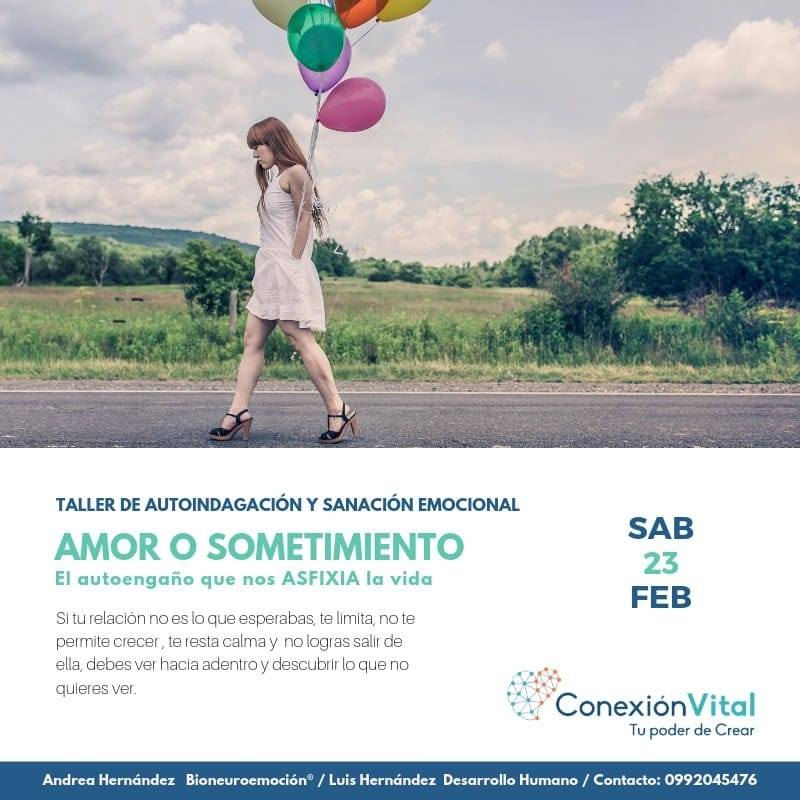 TALLER DE AUTOINDAGACIÓN Y SANACIÓN EMOCIONAL
AMOR O SOMETIMIENTO
El autoengaño que nos ASFIXIA la vida
Si tu relación no es lo que esperabas, te limita, no te
permite crecer , te resta calma y no logras salir de
ella, debes ver hacia adentro y descubrir lo que no
quieres ver.
SAB
23
FEB
ConexiónVital
Tu poder de Crear
Andrea Hernández Bioneuroemoción® / Luis Hernández Desarrollo Humano / Contacto: 0992045476